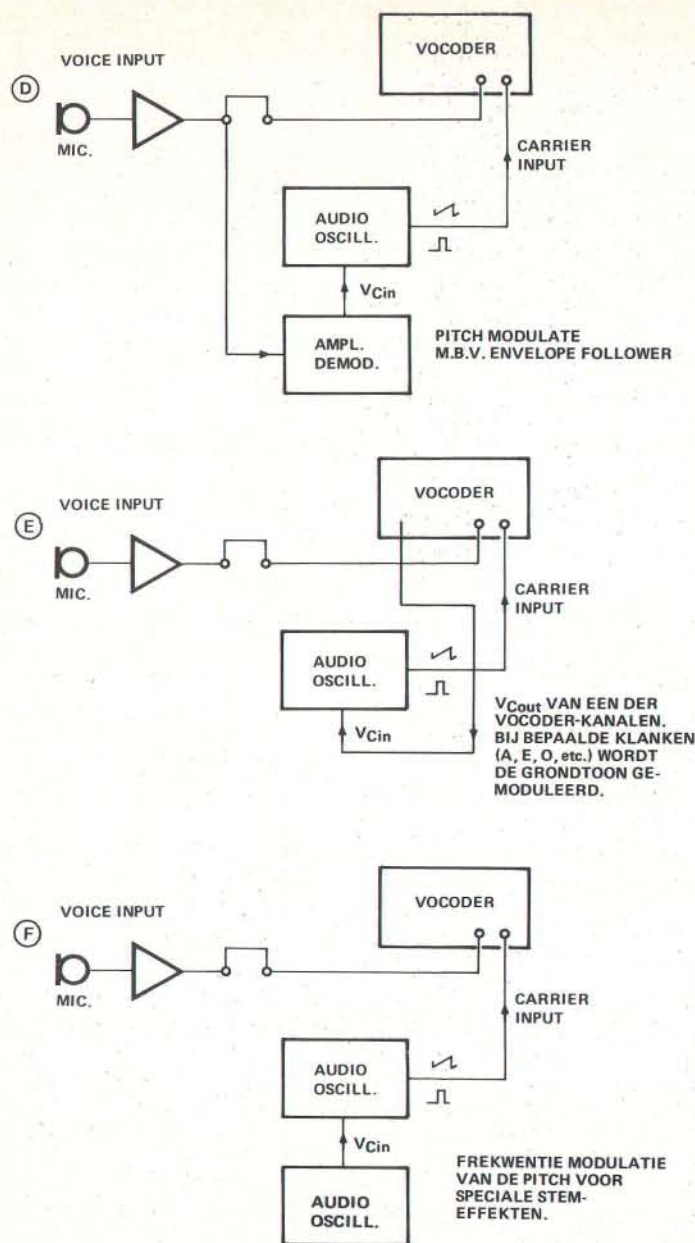 VOCODER
VOICE INPUT
D
MIC.
CARRIER
INPUT
AUDIO
OSCILL.
VCin
AMPL.
DEMOD.
PITCH MODULATE
M.B.V. ENVELOPE FOLLOWER
VOCODER
VOICE INPUT
E
MIC.
CARRIER
INPUT
AUDIO
OSCILL.
VCin
VCout VAN EEN DER
VOCODER-KANALEN.
BIJ BEPAALDE KLANKEN
(A, E, O, etc.) WORDT
DE GRONDTOON GE-
MODULEERD.
VOCODER
VOICE INPUT
F
MIC.
CARRIER
INPUT
AUDIO
OSCILL.
VCin
AUDIO
OSCILL.
FREKWENTIE MODULATIE
VAN DE PITCH VOOR
SPECIALE STEM-
EFFEKTEN.